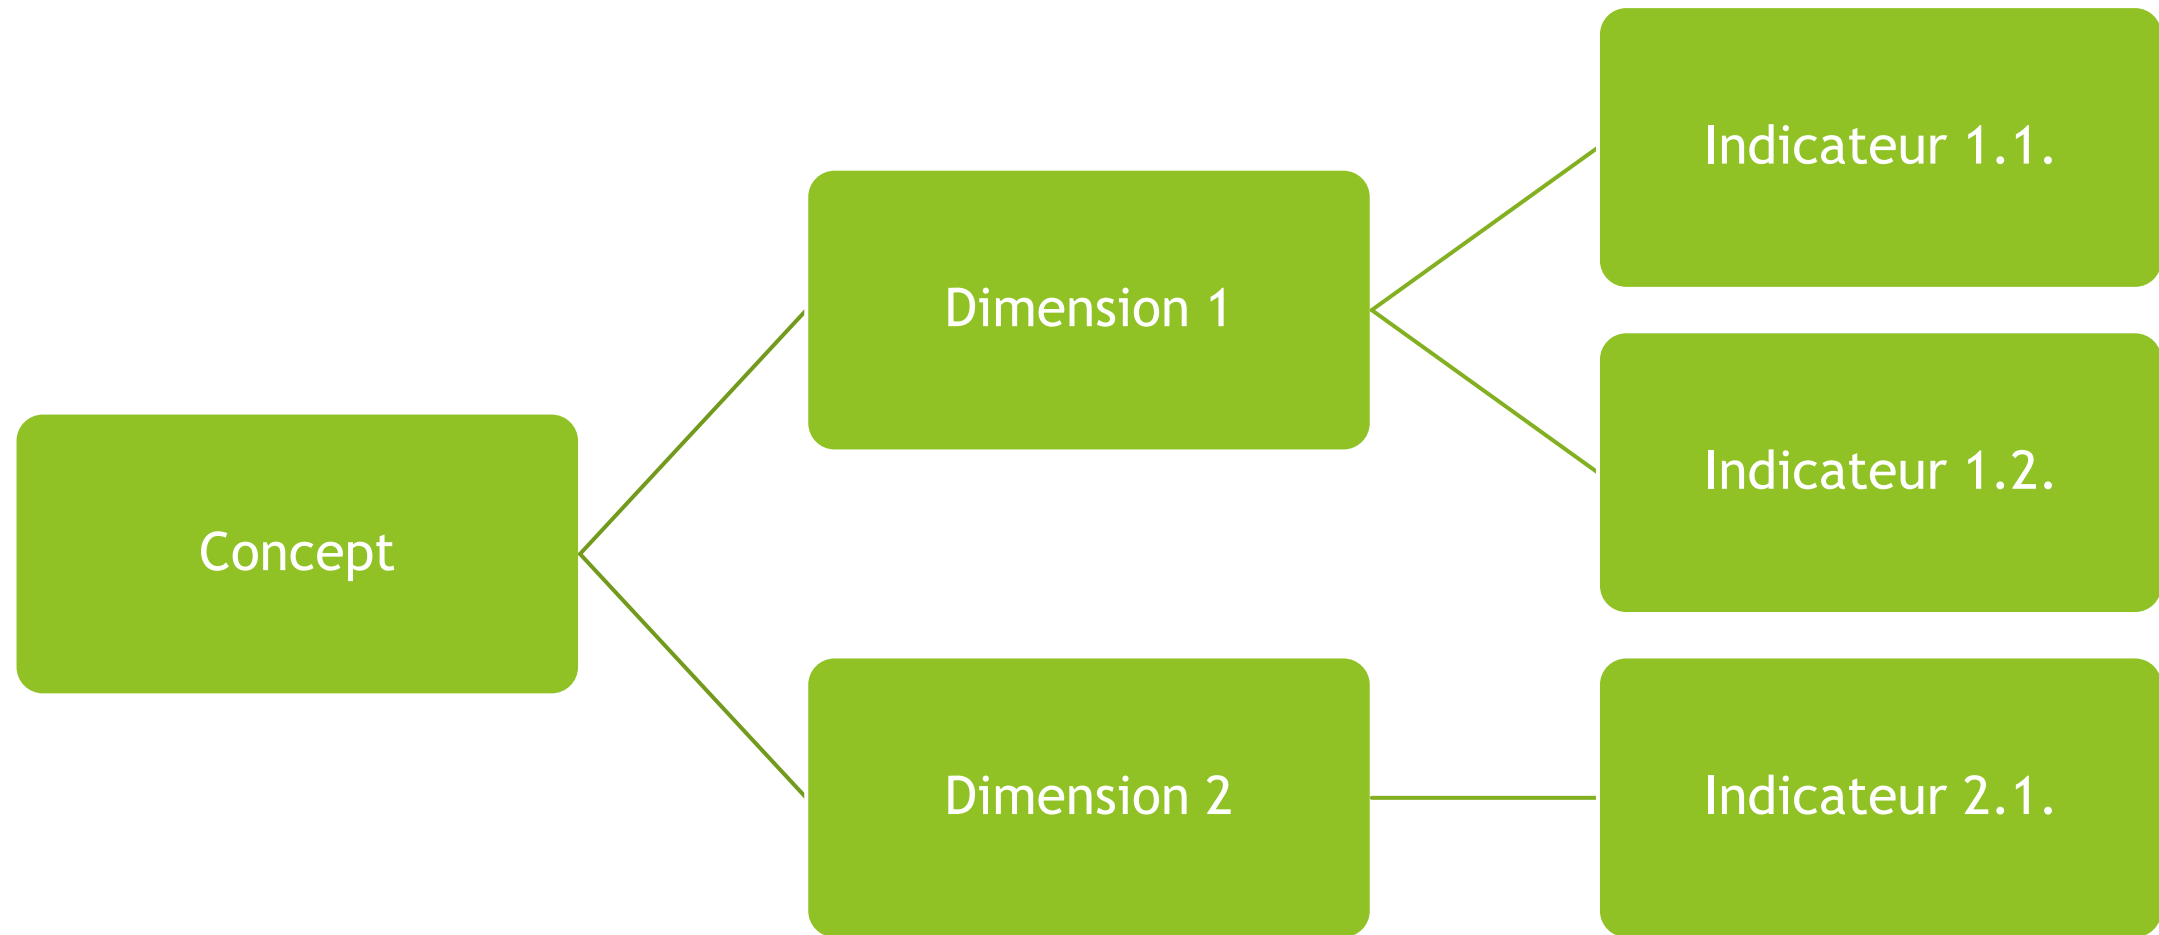 Concept
Dimension 1
Indicateur 1.1.
Indicateur 1.2.
Dimension 2
Indicateur 2.1.